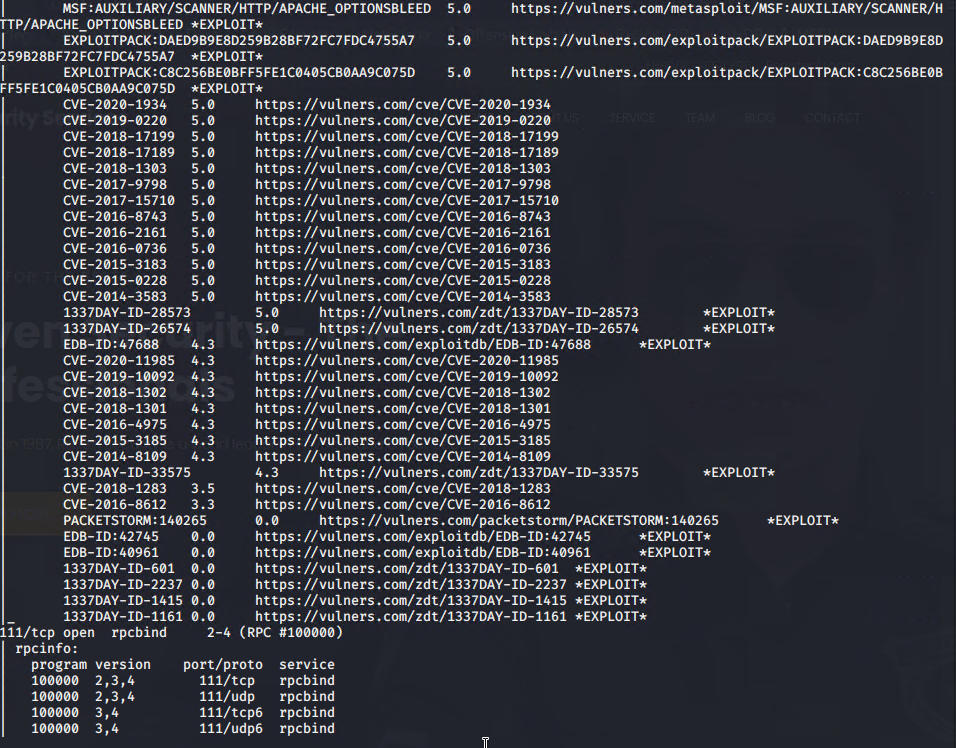 MSF:AUXILIARY/SCANNER/HTTP/APACHE_OPTIONSBLEED 5.0 https://vulners.com/metasploit/MSF:AUXILIARY/SCANNER/H
TTP/APACHE_OPTIONSBLEED *EXPLOIT*
| EXPLOITPACK:DAED9B9E8D259B28BF72FC7FDC4755A7 5.0 https://vulners.com/exploitpack/EXPLOITPACK:DAED9B9E8D
259B28BF72FC7FDC4755A7 *EXPLOIT*
| EXPLOITPACK:C8C256BE0BFF5FE1C0405CB0AA9C075D 5.0 https://vulners.com/exploitpack/EXPLOITPACK:C8C256BE0B
FF5FE1C0405CB0AA9C075D *EXPLOIT*
| CVE-2020-1934 5.0 https://vulners.com/cve/CVE-2020-1934
| CVE-2019-0220 5.0 https://vulners.com/cve/CVE-2019-0220
| CVE-2018-17199 5.0 https://vulners.com/cve/CVE-2018-17199
| CVE-2018-17189 5.0 https://vulners.com/cve/CVE-2018-17189
| CVE-2018-1303 5.0 https://vulners.com/cve/CVE-2018-1303
| CVE-2017-9798 5.0 https://vulners.com/cve/CVE-2017-9798
| CVE-2017-15710 5.0 https://vulners.com/cve/CVE-2017-15710
| CVE-2016-8743 5.0 https://vulners.com/cve/CVE-2016-8743
| CVE-2016-2161 5.0 https://vulners.com/cve/CVE-2016-2161
| CVE-2016-0736 5.0 https://vulners.com/cve/CVE-2016-0736
| CVE-2015-3183 5.0 https://vulners.com/cve/CVE-2015-3183
| CVE-2015-0228 5.0 https://vulners.com/cve/CVE-2015-0228
| CVE-2014-3583 5.0 https://vulners.com/cve/CVE-2014-3583
| 1337DAY-ID-28573 5.0 https://vulners.com/zdt/1337DAY-ID-28573 *EXPLOIT*
| 1337DAY-ID-26574 5.0 https://vulners.com/zdt/1337DAY-ID-26574 *EXPLOIT*
| EDB-ID:47688 4.3 https://vulners.com/exploitdb/EDB-ID:47688 *EXPLOIT*
| CVE-2020-11985 4.3 https://vulners.com/cve/CVE-2020-11985
| CVE-2019-10092 4.3 https://vulners.com/cve/CVE-2019-10092
| CVE-2018-1302 4.3 https://vulners.com/cve/CVE-2018-1302
| CVE-2018-1301 4.3 https://vulners.com/cve/CVE-2018-1301
| CVE-2016-4975 4.3 https://vulners.com/cve/CVE-2016-4975
| CVE-2015-3185 4.3 https://vulners.com/cve/CVE-2015-3185
| CVE-2014-8109 4.3 https://vulners.com/cve/CVE-2014-8109
| 1337DAY-ID-33575 4.3 https://vulners.com/zdt/1337DAY-ID-33575 *EXPLOIT*
| CVE-2018-1283 3.5 https://vulners.com/cve/CVE-2018-1283
| CVE-2016-8612 3.3 https://vulners.com/cve/CVE-2016-8612
| PACKETSTORM:140265 0.0 https://vulners.com/packetstorm/PACKETSTORM:140265 *EXPLOIT*
| EDB-ID:42745 0.0 https://vulners.com/exploitdb/EDB-ID:42745 *EXPLOIT*
| EDB-ID:40961 0.0 https://vulners.com/exploitdb/EDB-ID:40961 *EXPLOIT*
| 1337DAY-ID-601 0.0 https://vulners.com/zdt/1337DAY-ID-601 *EXPLOIT*
| 1337DAY-ID-2237 0.0 https://vulners.com/zdt/1337DAY-ID-2237 *EXPLOIT*
| 1337DAY-ID-1415 0.0 https://vulners.com/zdt/1337DAY-ID-1415 *EXPLOIT*
|_ 1337DAY-ID-1161 0.0 https://vulners.com/zdt/1337DAY-ID-1161 *EXPLOIT*
111/tcp open rpcbind 2-4 (RPC #100000)
| rpcinfo:
| program version port/proto service
| 100000 2,3,4 111/tcp rpcbind
| 100000 2,3,4 111/udp rpcbind
| 100000 3,4 111/tcp6 rpcbind
| 100000 3,4 111/udp6 rpcbind
SERVICE TEAM BLOG CONTACT